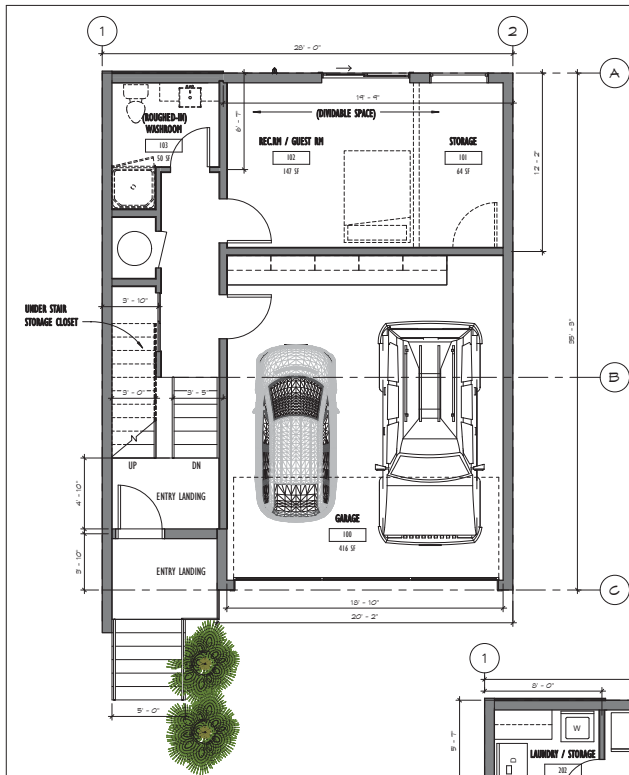 1
2
28' - 0"
A
19' - 9"
(DIVIDABLE SPACE)
6' - 7"
(ROUGHED-IN)
WASHROOM
103
50 SF
REC.RM / GUEST RM
102
147 SF
STORAGE
101
64 SF
12' - 2"
S
3' - 10"
UNDER STAIR
STORAGE CLOSET
35' - 3"
B
3' - 0"
3' - 5"
UP
DN
4' - 10"
ENTRY LANDING
GARAGE
100
416 SF
3' - 10"
ENTRY LANDING
C
18' - 10"
20' - 2"
1
8' - 0"
5' - 0"
5' - 7"
W
D
LAUNDRY / STORAGE
202